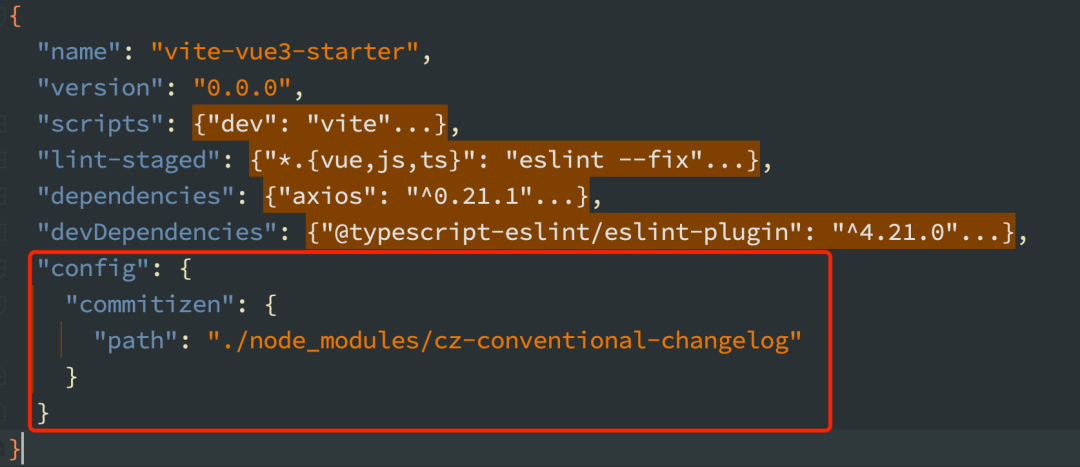 {
"name": "vite-vue3-starter",
"version": "0.0.0",
"scripts": {"dev": "vite"...},
"lint-staged": {"*.{vue,js,ts}": "eslint --fix"...},
"dependencies": {"axios": "^0.21.1"...},
"devDependencies": {"@typescript-eslint/eslint-plugin": "^4.21.0"...},
"config": {
"commitizen": {
"path": "./node_modules/cz-conventional-changelog"
}
}
}